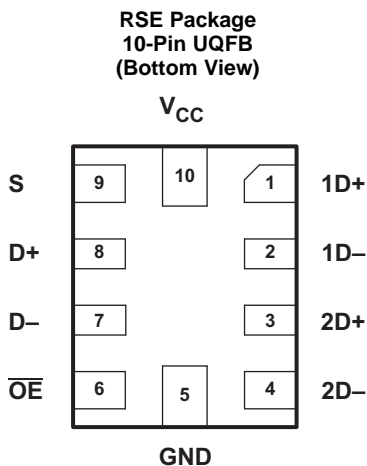 RSE Package
10-Pin UQFB
(Bottom View)
VCC
S 9 10 1 1D+
D+ 8 2 1D–
D– 7 3 2D+
OE 6 5 4 2D–
GND